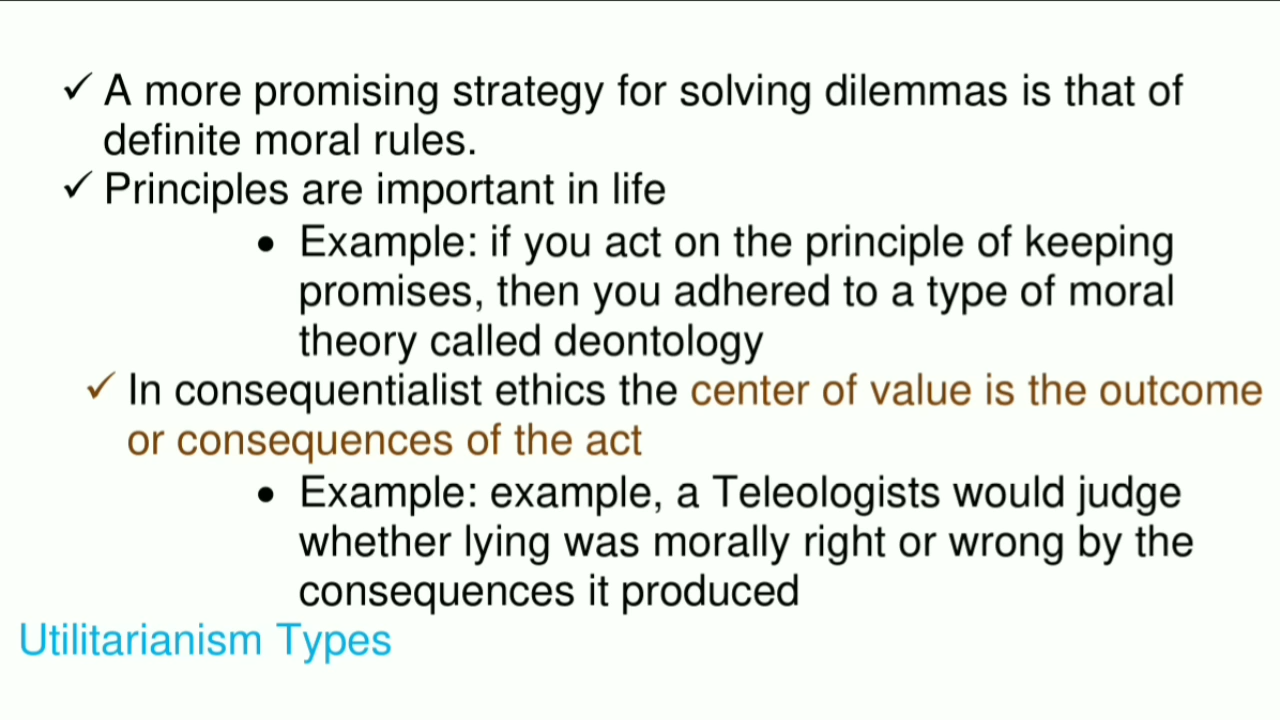 ✓ A more promising strategy for solving dilemmas is that of
definite moral rules.
✓ Principles are important in life
• Example: if you act on the principle of keeping
promises, then you adhered to a type of moral
theory called deontology
✓ In consequentialist ethics the center of value is the outcome
or consequences of the act
• Example: example, a Teleologists would judge
whether lying was morally right or wrong by the
consequences it produced
Utilitarianism Types